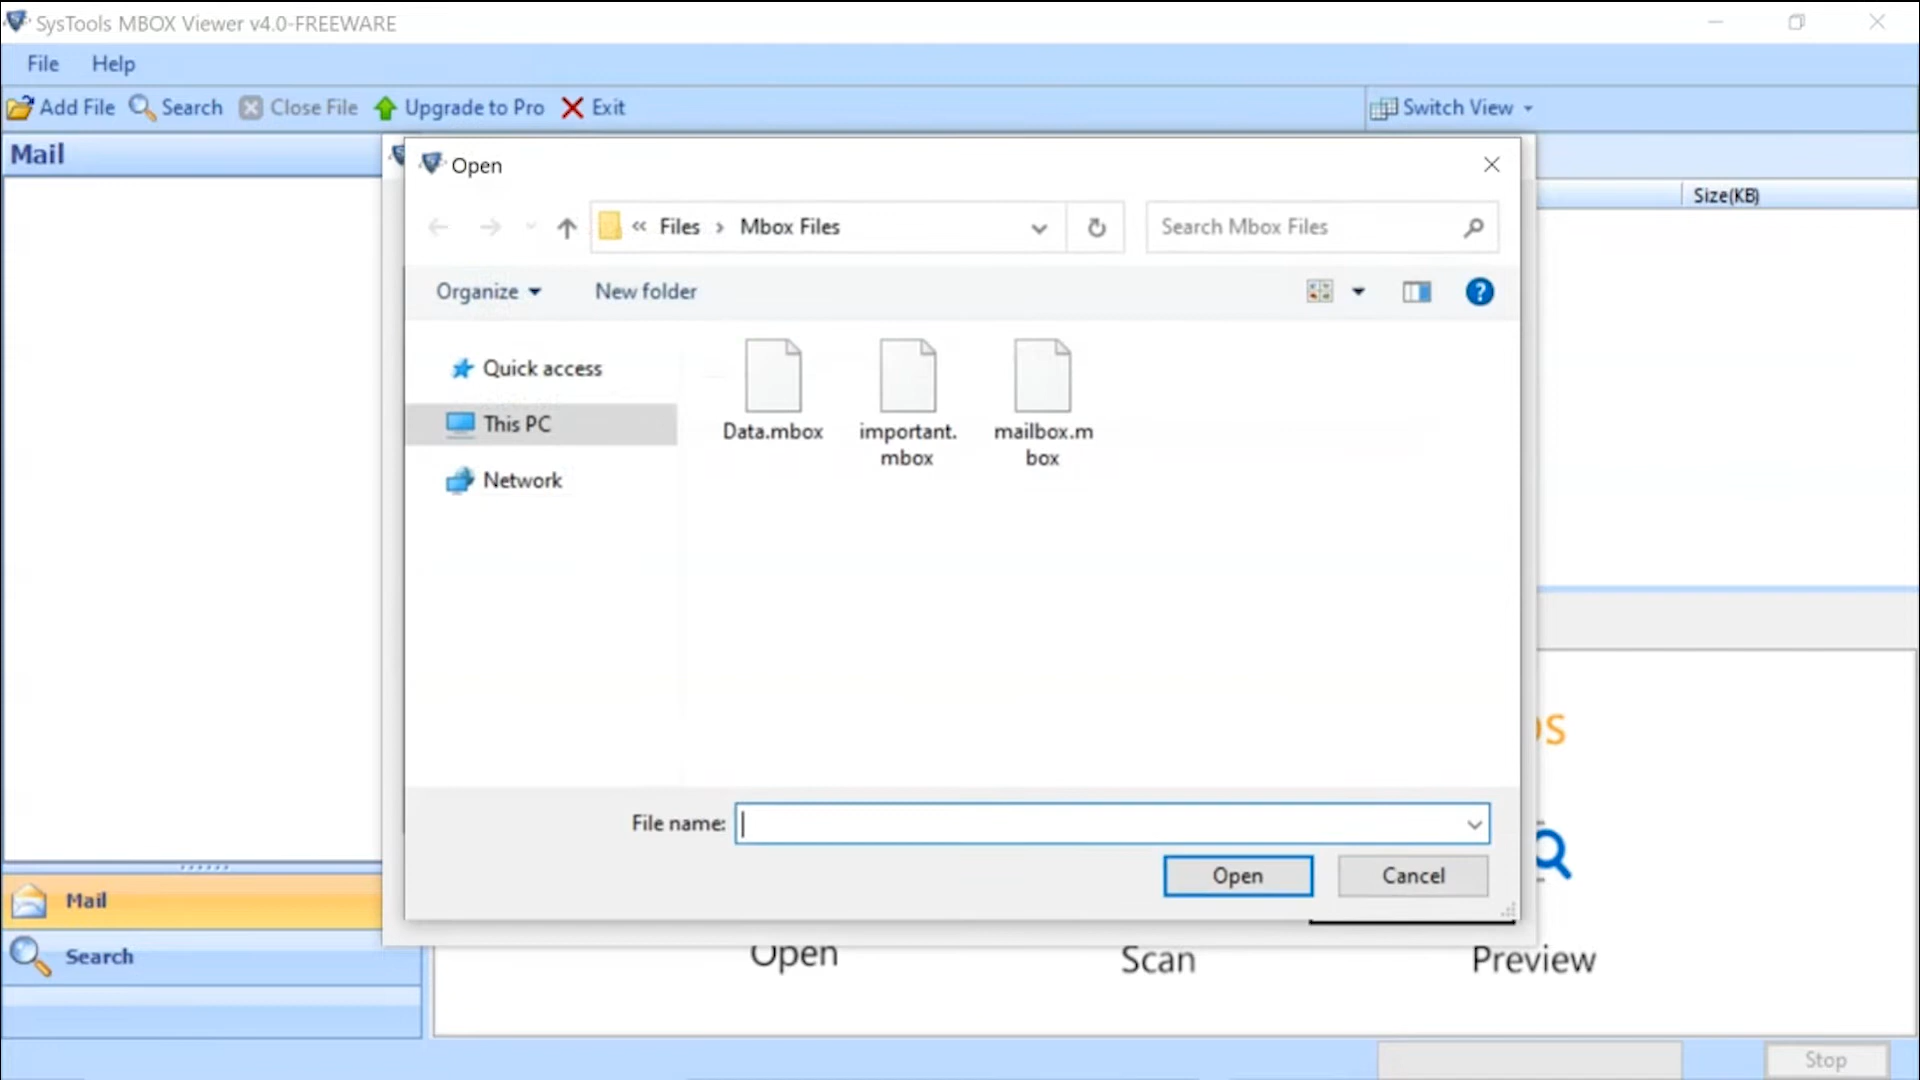 SysTools MBOX Viewer v4.0-FREEWARE
File Help
Add File Search Close File Upgrade to Pro Exit Switch View
Mail
Open
« Files › Mbox Files
Search Mbox Files
Size(KB)
Organize New folder
?
Quick access
This PC
Network
Data.mbox
important.
mbox
mailbox.m
box
File name:
Open Cancel
Mail
Search
Open Scan Preview
Stop